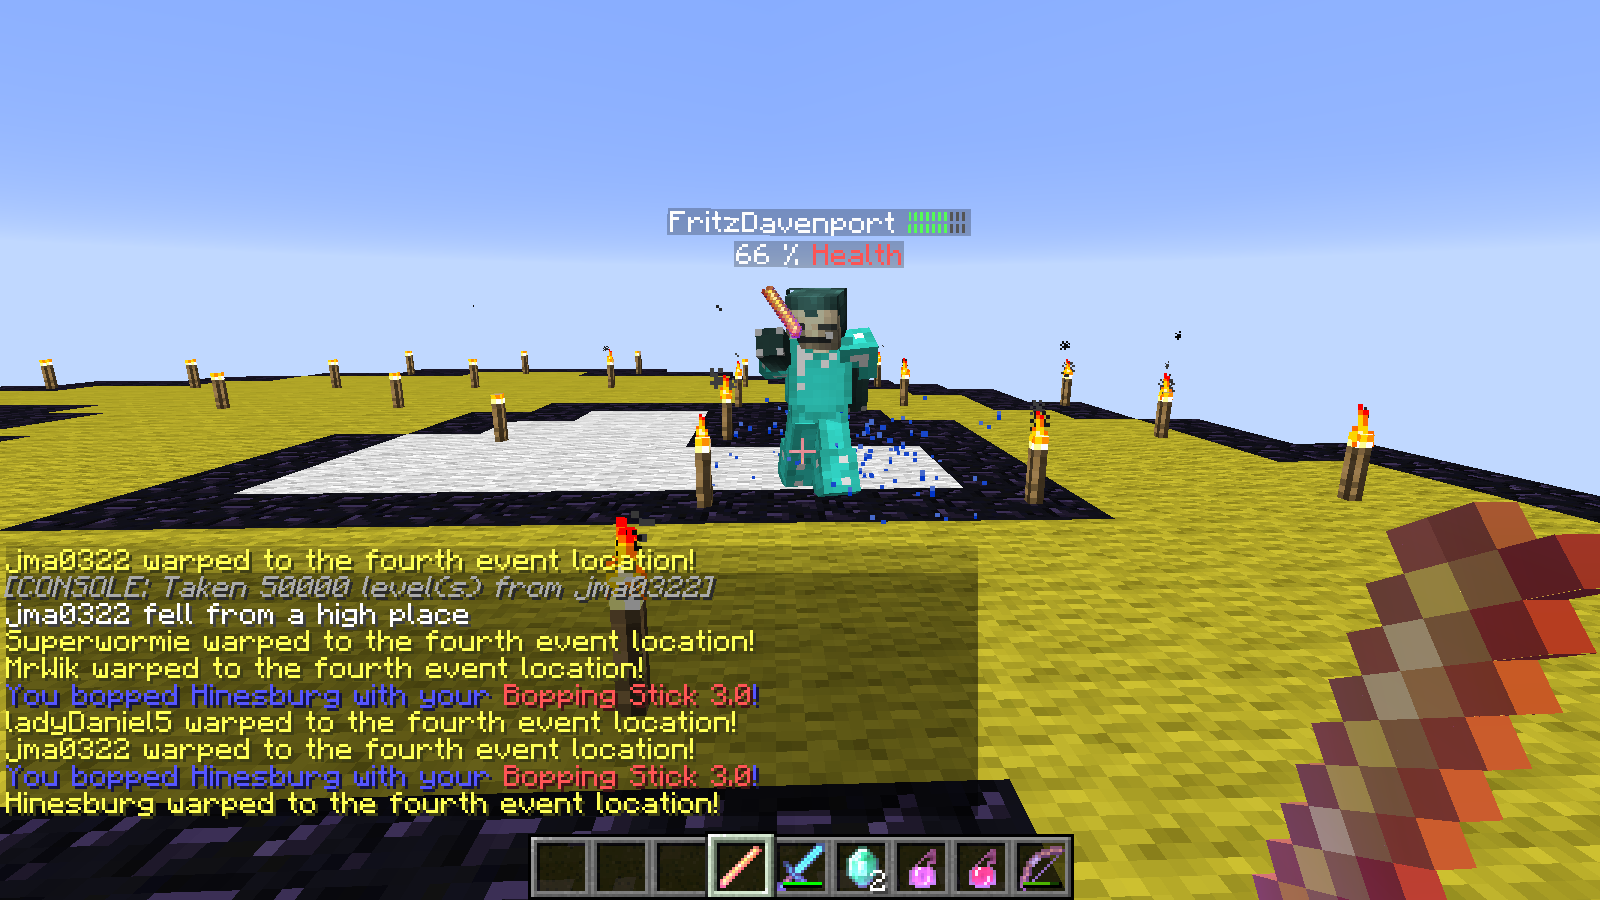 FritzDavenport
66 % Health
jma0322 warped to the fourth event location!
[CONSOLE: Taken 50000 level(s) from jma0322]
jma0322 fell from a high place
Superwormie warped to the fourth event location!
MrWik warped to the fourth event location!
You bopped Hinesburg with your Bopping Stick 3.0!
ladyDaniel5 warped to the fourth event location!
jma0322 warped to the fourth event location!
You bopped Hinesburg with your Bopping Stick 3.0!
Hinesburg warped to the fourth event location!
2